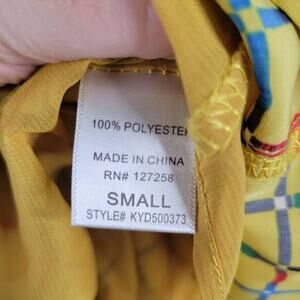 100% POLYESTER
MADE IN CHINA
RN# 127258
SMALL
STYLE# KYD500373